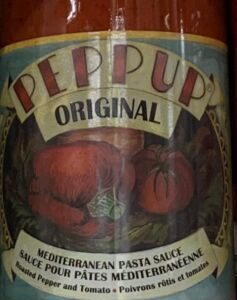 PEPPUP
ORIGINAL
MEDITERRANEAN PASTA SAUCE
SAUCE POUR PÂTES MÉDITERRANÉENNE
Roasted Pepper and Tomato • Poivrons rôtis et tomates